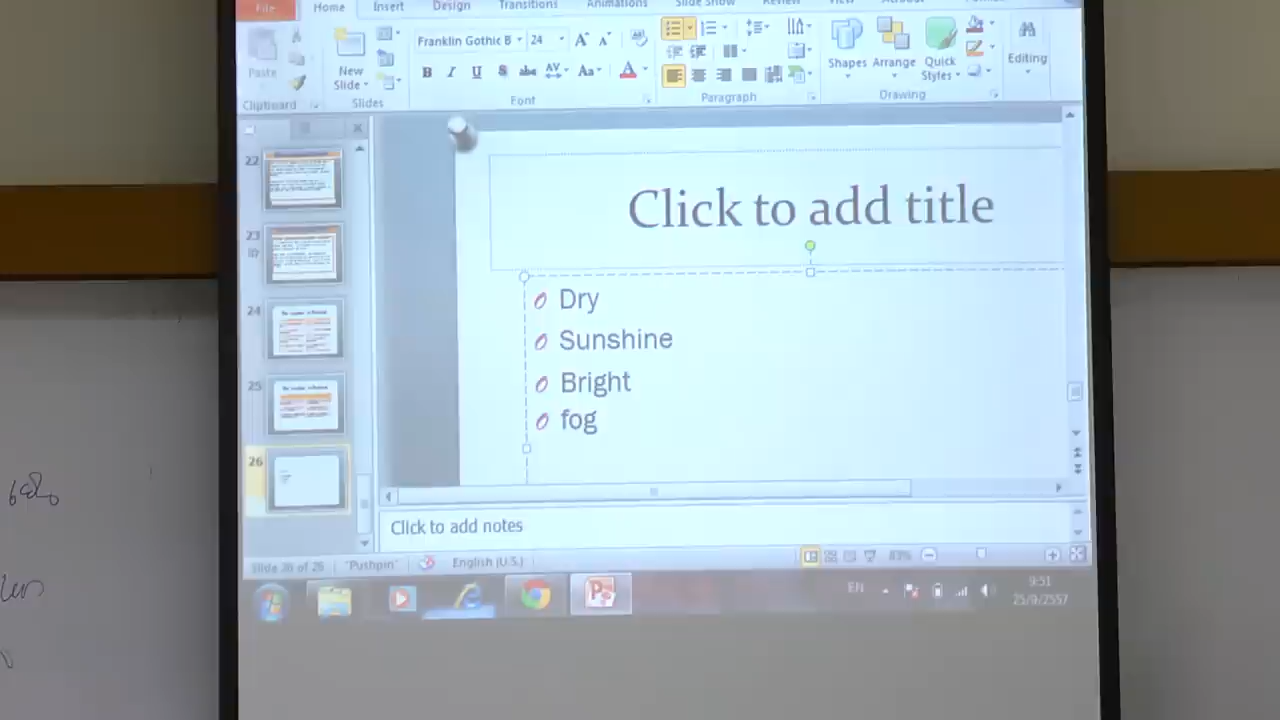 File Home Insert Design Transitions Animations Slide Show Review View
Franklin Gothic B 24
Paste
New
Slide
Shapes Arrange Quick
Styles
Editing
Clipboard Slides Font Paragraph Drawing
22
23
24
25
26
Click to add title
Dry
Sunshine
Bright
fog
Click to add notes
Slide 26 of 26 "Pushpin" English (U.S.) 83%
EN 9:51
25/9/2557